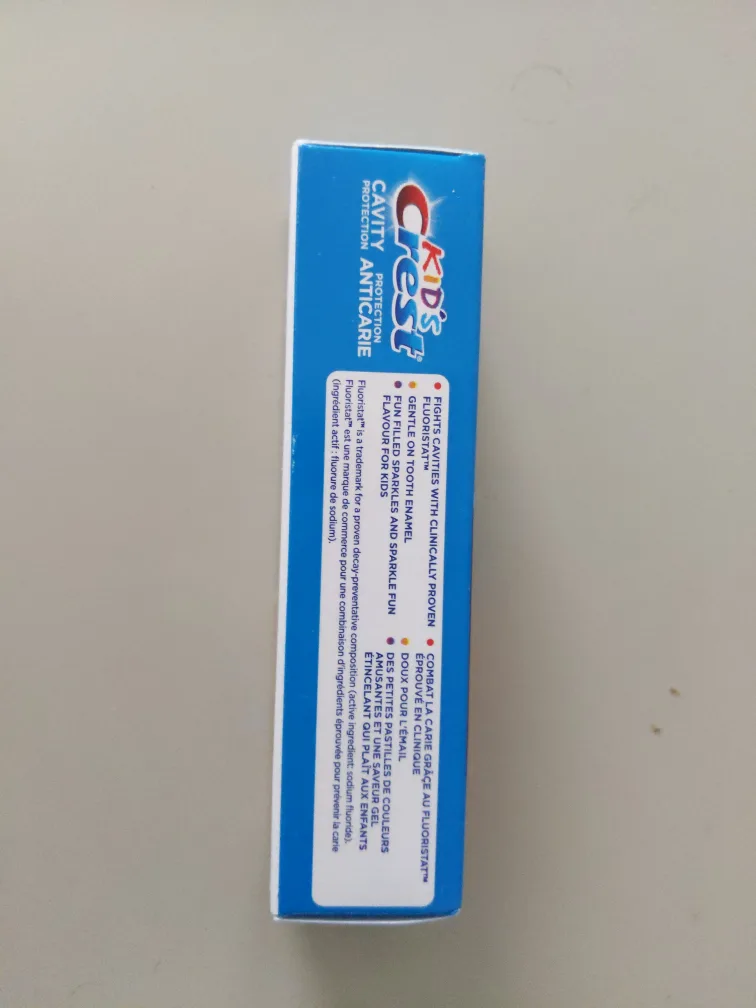 KID'S
Crest®
CAVITY
PROTECTION
PROTECTION
ANTICARIE
• FIGHTS CAVITIES WITH CLINICALLY PROVEN
FLUORISTAT™
• GENTLE ON TOOTH ENAMEL
• FUN FILLED SPARKLES AND SPARKLE FUN
FLAVOUR FOR KIDS
• COMBAT LA CARIE GRÂCE AU FLUORISTAT™
ÉPROUVÉ EN CLINIQUE
• DOUX POUR L'ÉMAIL
• DES PETITES PASTILLES DE COULEURS
AMUSANTES ET UNE SAVEUR GEL
ÉTINCELANT QUI PLAÎT AUX ENFANTS
Fluoristat™ is a trademark for a proven decay-preventative composition (active ingredient: sodium fluoride).
Fluoristat™ est une marque de commerce pour une combinaison d'ingrédients éprouvée pour prévenir la carie
(ingrédient actif : fluorure de sodium).